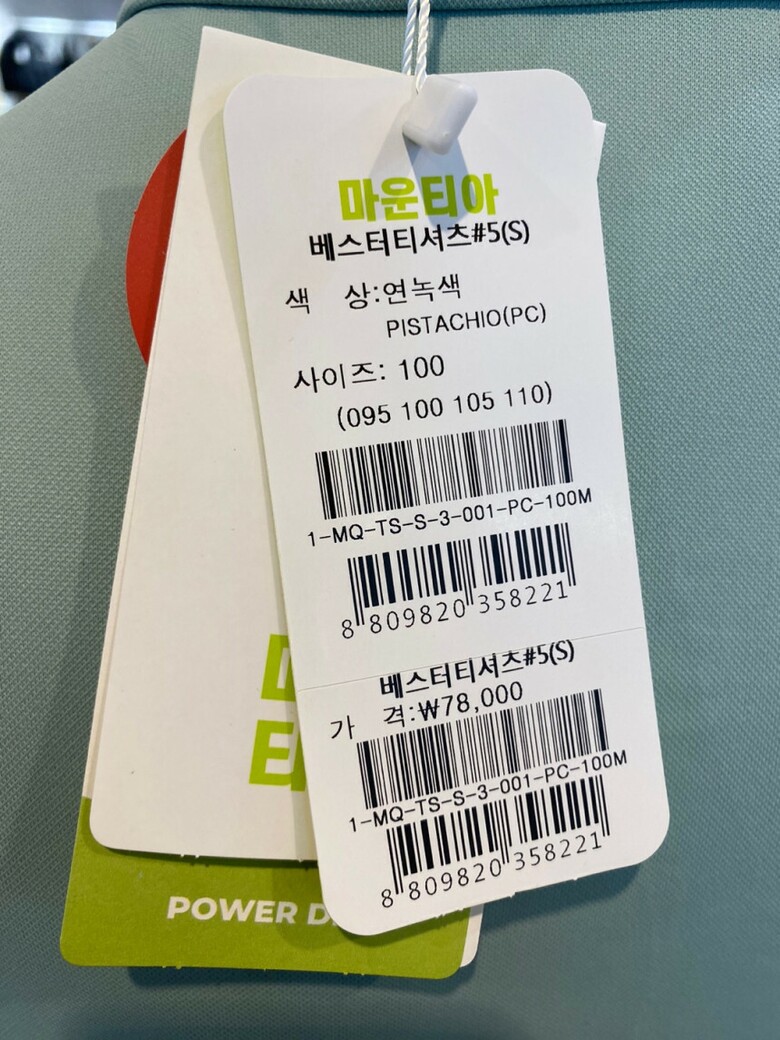 마운티아
베스터티셔츠#5(S)
색 상:연녹색
PISTACHIO(PC)
사이즈: 100
(095 100 105 110)
1-MQ-TS-S-3-001-PC-100M
8 809820 358221
베스터티셔츠#5(S)
가 격:₩78,000
1-MQ-TS-S-3-001-PC-100M
8 809820 358221
POWER